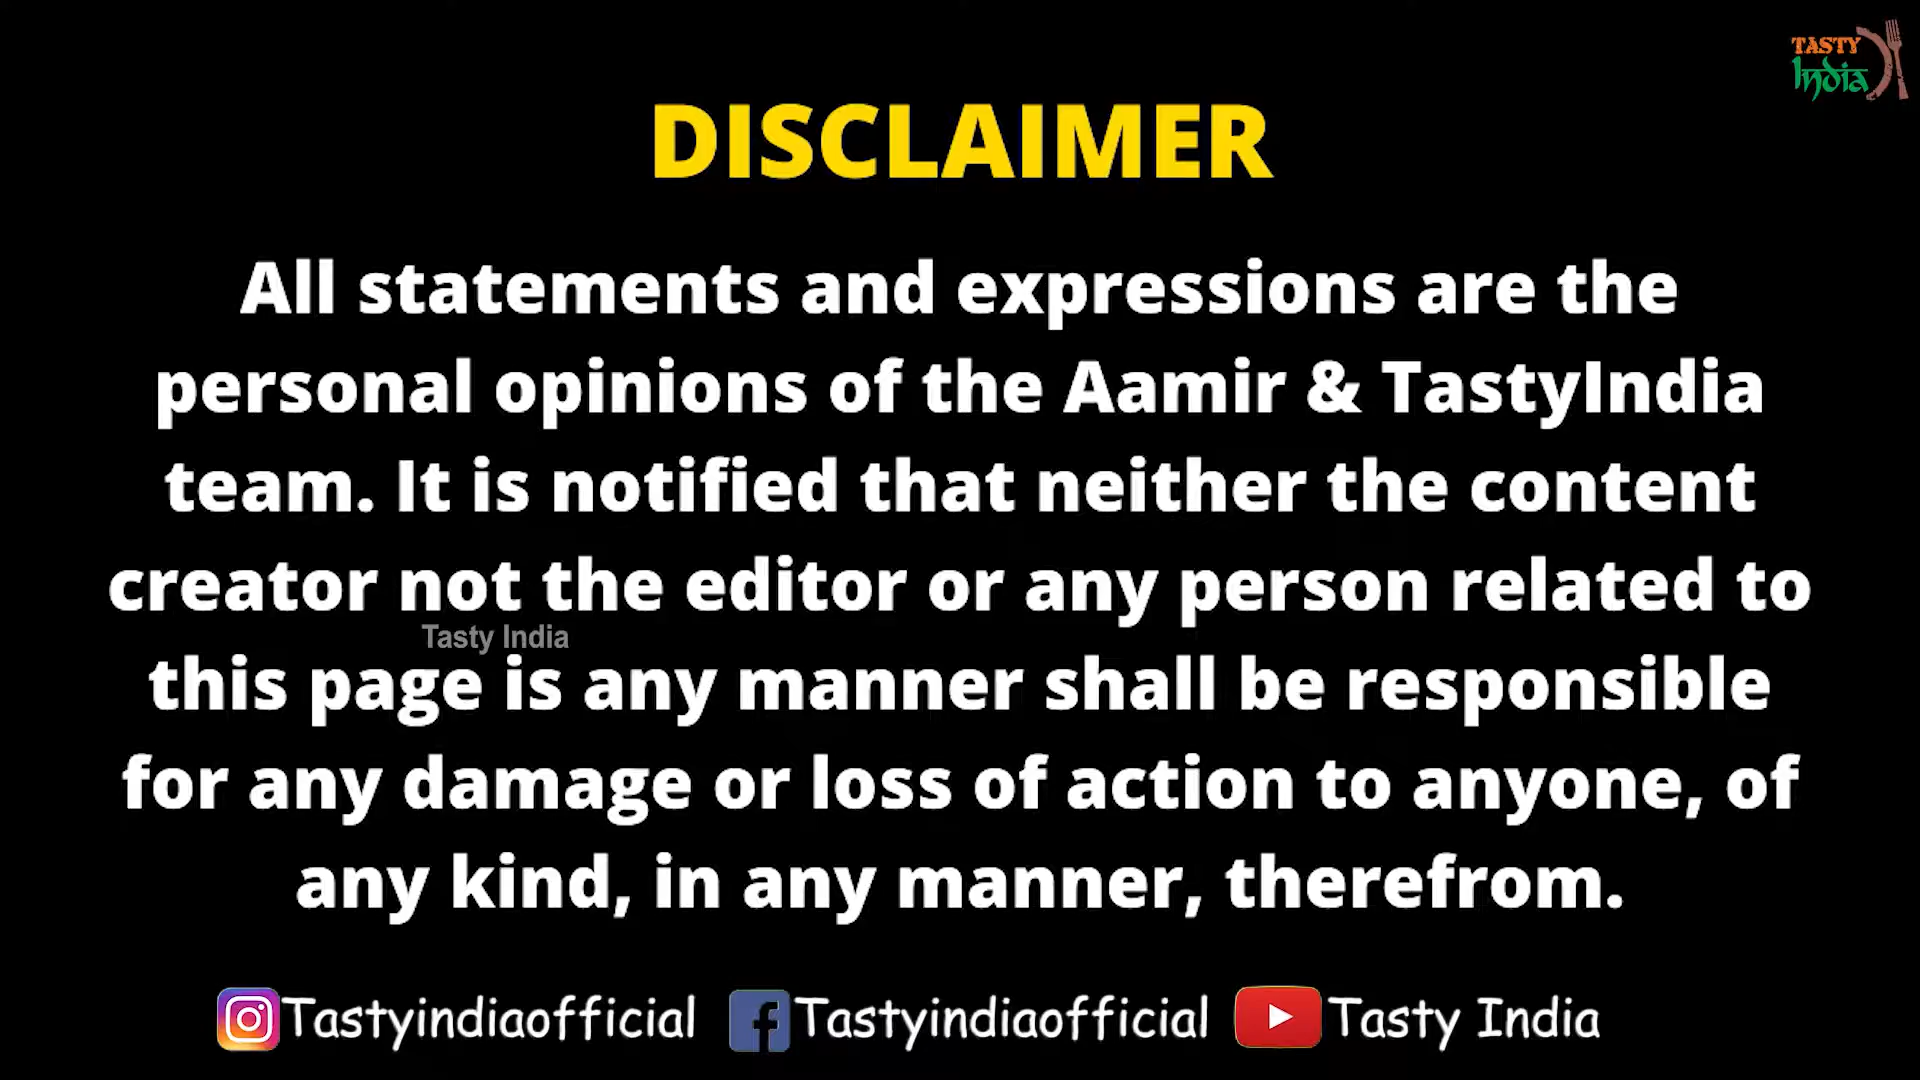 TASTY
India
DISCLAIMER
All statements and expressions are the
personal opinions of the Aamir & TastyIndia
team. It is notified that neither the content
creator not the editor or any person related to
Tasty India
this page is any manner shall be responsible
for any damage or loss of action to anyone, of
any kind, in any manner, therefrom.
Tastyindiaofficial Tastyindiaofficial Tasty India